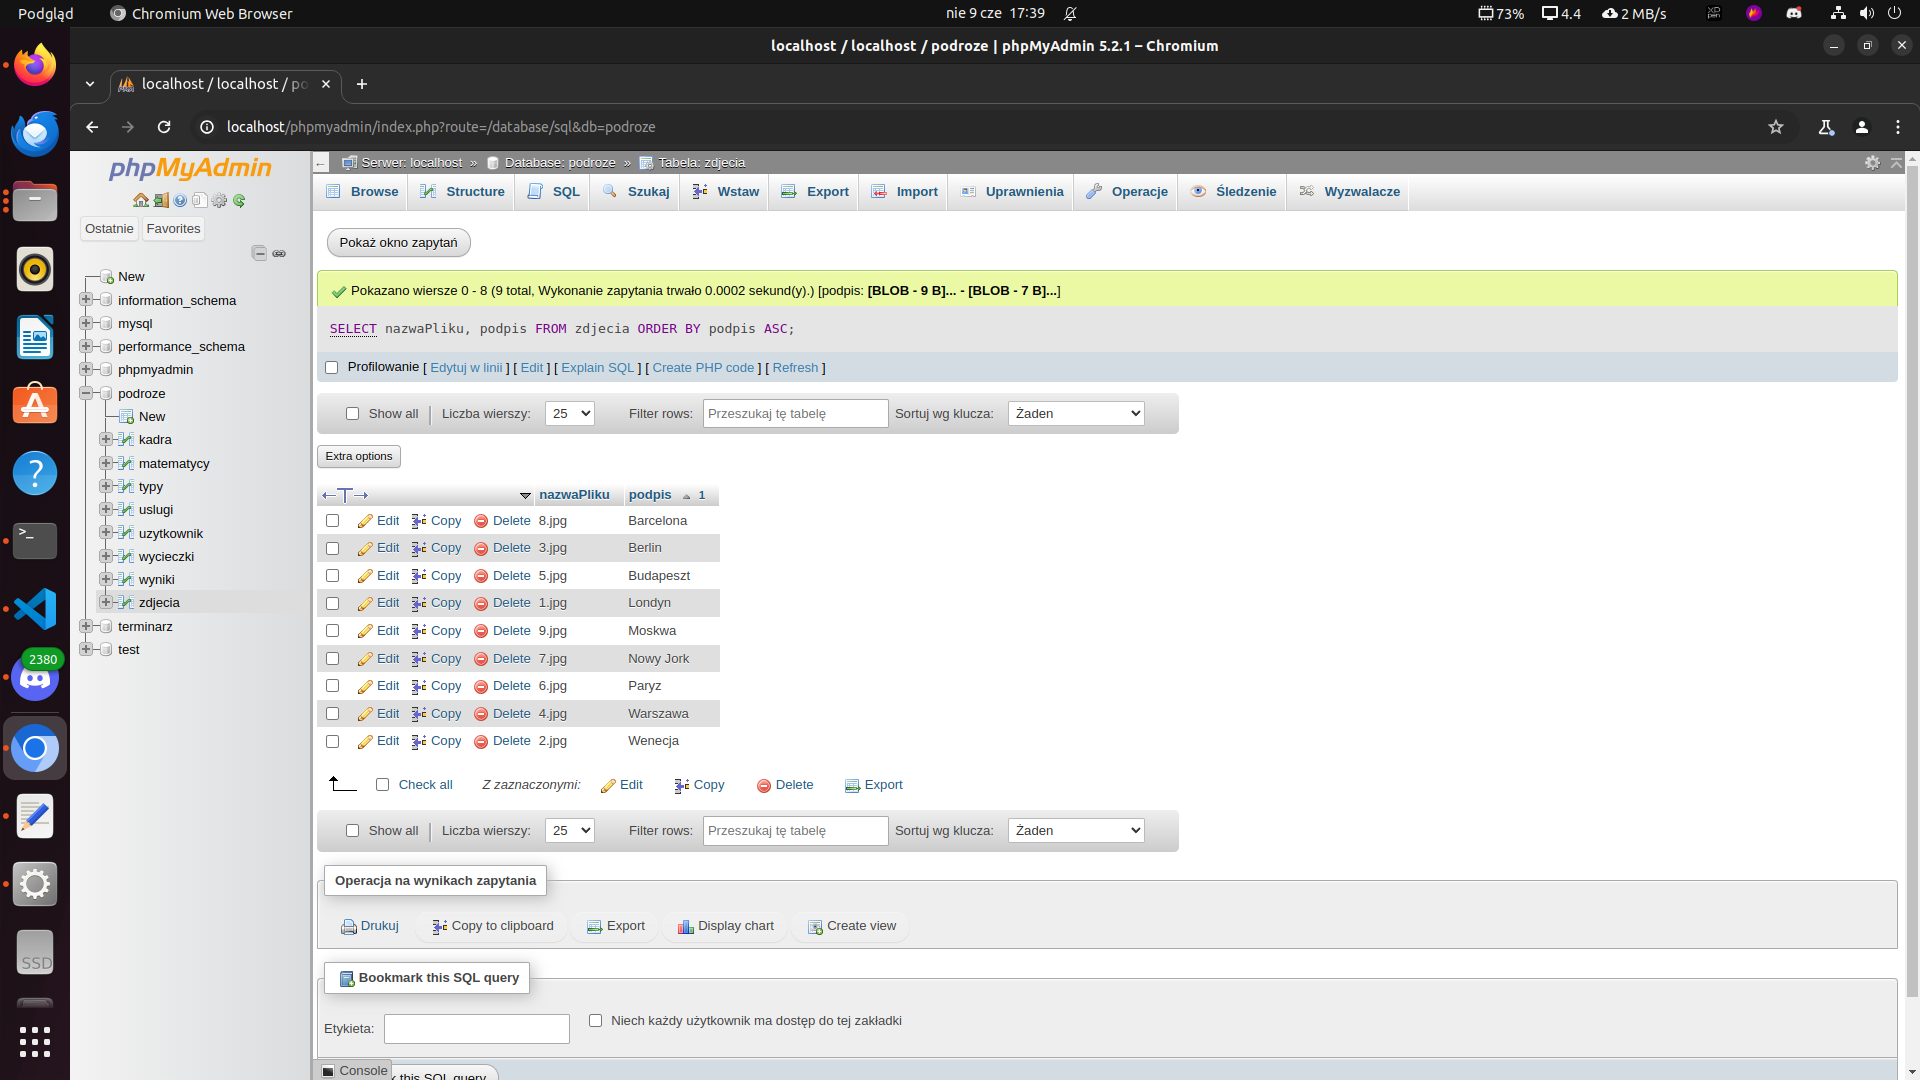 Podgląd
Chromium Web Browser
nie 9 cze 17:39
73%
4.4
2 MB/s
XP pen
localhost / localhost / podroze | phpMyAdmin 5.2.1 – Chromium
localhost / localhost / po
localhost/phpmyadmin/index.php?route=/database/sql&db=podroze
phpMyAdmin
Ostatnie
Favorites
New
information_schema
mysql
performance_schema
phpmyadmin
podroze
New
kadra
matematycy
typy
uslugi
uzytkownik
wycieczki
wyniki
zdjecia
terminarz
test
2380
SSD
Serwer: localhost » Database: podroze » Tabela: zdjecia
Browse Structure SQL Szukaj Wstaw Export Import Uprawnienia Operacje Śledzenie Wyzwalacze
Pokaż okno zapytań
Pokazano wiersze 0 - 8 (9 total, Wykonanie zapytania trwało 0.0002 sekund(y).) [podpis: [BLOB - 9 B]... - [BLOB - 7 B]...]
SELECT nazwaPliku, podpis FROM zdjecia ORDER BY podpis ASC;
Profilowanie [ Edytuj w linii ] [ Edit ] [ Explain SQL ] [ Create PHP code ] [ Refresh ]
Show all | Liczba wierszy: 25 Filter rows: Przeszukaj tę tabelę Sortuj wg klucza: Żaden
Extra options
nazwaPliku podpis 1
Edit Copy Delete 8.jpg Barcelona
Edit Copy Delete 3.jpg Berlin
Edit Copy Delete 5.jpg Budapeszt
Edit Copy Delete 1.jpg Londyn
Edit Copy Delete 9.jpg Moskwa
Edit Copy Delete 7.jpg Nowy Jork
Edit Copy Delete 6.jpg Paryz
Edit Copy Delete 4.jpg Warszawa
Edit Copy Delete 2.jpg Wenecja
Check all Z zaznaczonymi: Edit Copy Delete Export
Show all | Liczba wierszy: 25 Filter rows: Przeszukaj tę tabelę Sortuj wg klucza: Żaden
Operacja na wynikach zapytania
Drukuj Copy to clipboard Export Display chart Create view
Bookmark this SQL query
Etykieta:
Niech każdy użytkownik ma dostęp do tej zakładki
Console
k this SQL query